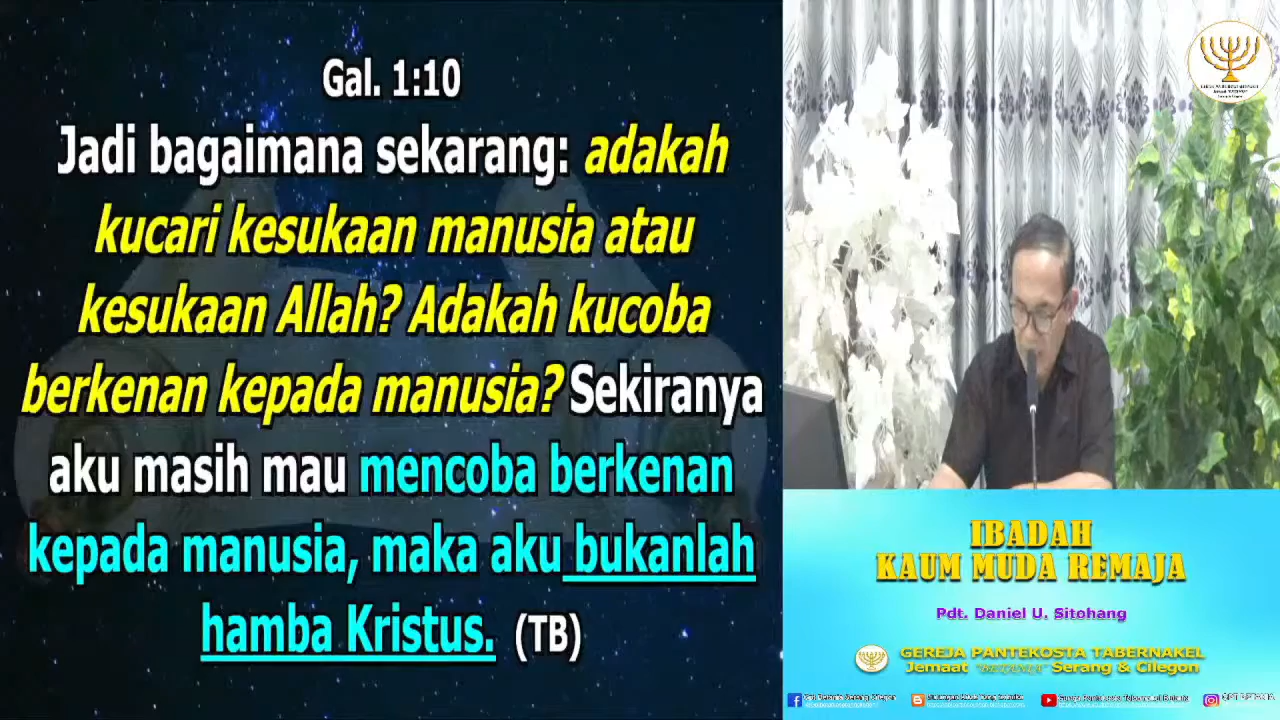 Gal. 1:10
Jadi bagaimana sekarang: adakah
kucari kesukaan manusia atau
kesukaan Allah? Adakah kucoba
berkenan kepada manusia? Sekiranya
aku masih mau mencoba berkenan
kepada manusia, maka aku bukanlah
hamba Kristus. (TB)
IBADAH
KAUM MUDA REMAJA
Pdt. Daniel U. Sitohang
GEREJA PANTEKOSTA TABERNAKEL
Jemaat "BETANIA" Serang & Cilegon